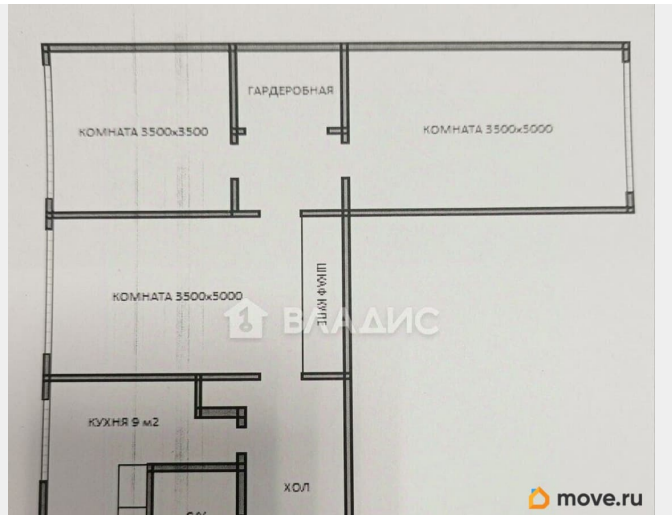 ГАРДЕРОБНАЯ
КОМНАТА 3500х3500
КОМНАТА 3500х5000
КОМНАТА 3500х5000
ШКАФ КУПЕ
ВЛАДИС
КУХНЯ 9 м2
ХОЛ
move.ru